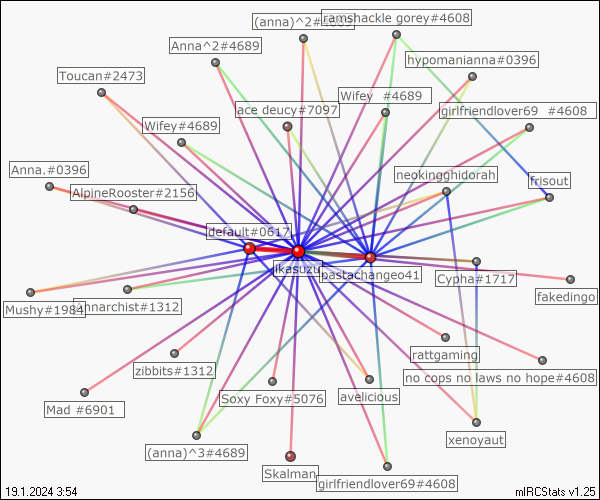 (anna)^2#4689
ramshackle gorey#4608
Anna^2#4689
hypomanianna#0396
Toucan#2473
Wifey #4689
ace deucy#7097
girlfriendlover69 #4608
Wifey#4689
Anna.#0396
neokingghidorah
frisout
AlpineRooster#2156
default#0617
ikasuzu
pastachangeo41
Cypha#1717
Mushy#1984
Annarchist#1312
fakedingo
rattgaming
zibbits#1312
no cops no laws no hope#4608
Soxy Foxy#5076
avelicious
Mad #6901
xenoyaut
(anna)^3#4689
Skalman
girlfriendlover69#4608
19.1.2024 3:54
mIRCStats v1.25